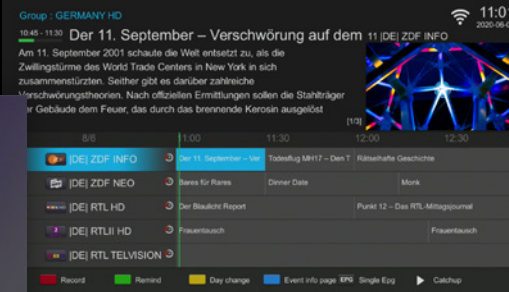 Group : GERMANY HD
11:01
2020-06-0
10:45 - 11:30 Der 11. September – Verschwörung auf dem 11 |DE| ZDF INFO
Am 11. September 2001 schaute die Welt entsetzt zu, als die
Zwillingstürme des World Trade Centers in New York in sich
zusammenstürzten. Seither gibt es darüber zahlreiche
Verschwörungstheorien. Nach offiziellen Ermittlungen sollen die Stahlträger
der Gebäude dem Feuer, das durch das brennende Kerosin ausgelöst
[1/3]
8/6 11:00 11:30 12:00 12:30
|DE| ZDF INFO Der 11. September – Ver Todesflug MH17 – Den T Rätselhafte Geschichte
|DE| ZDF NEO Bares für Rares Dinner Date Monk
|DE| RTL HD Der Blaulicht Report Punkt 12 – Das RTL-Mittagsjournal
|DE| RTLII HD Frauentausch Frauentausch
|DE| RTL TELVISION
Record Remind Day change Event info page EPG Single Epg Catchup